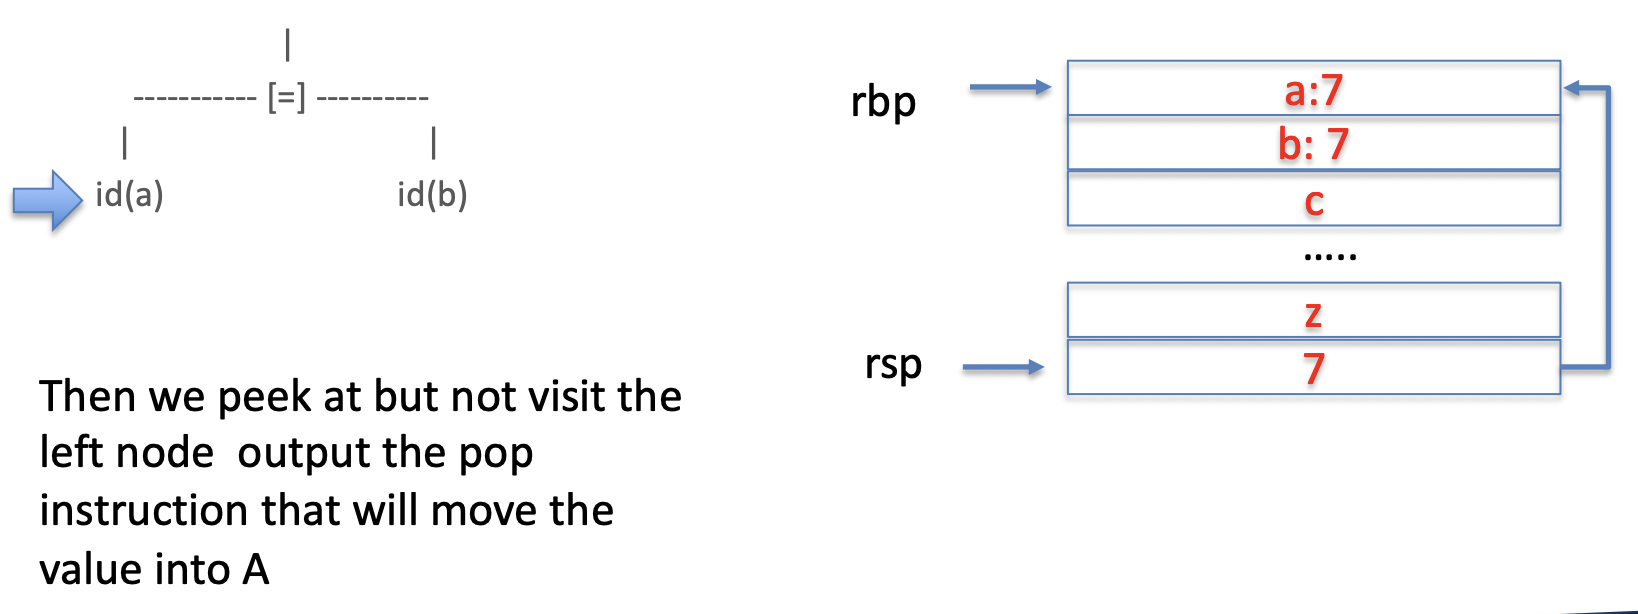 |
----------- [=] ----------
| |
id(a) id(b)
Then we peek at but not visit the
left node  output the pop
instruction that will move the
value into A
rbp
a:7
b: 7
c
.....
z
rsp
7